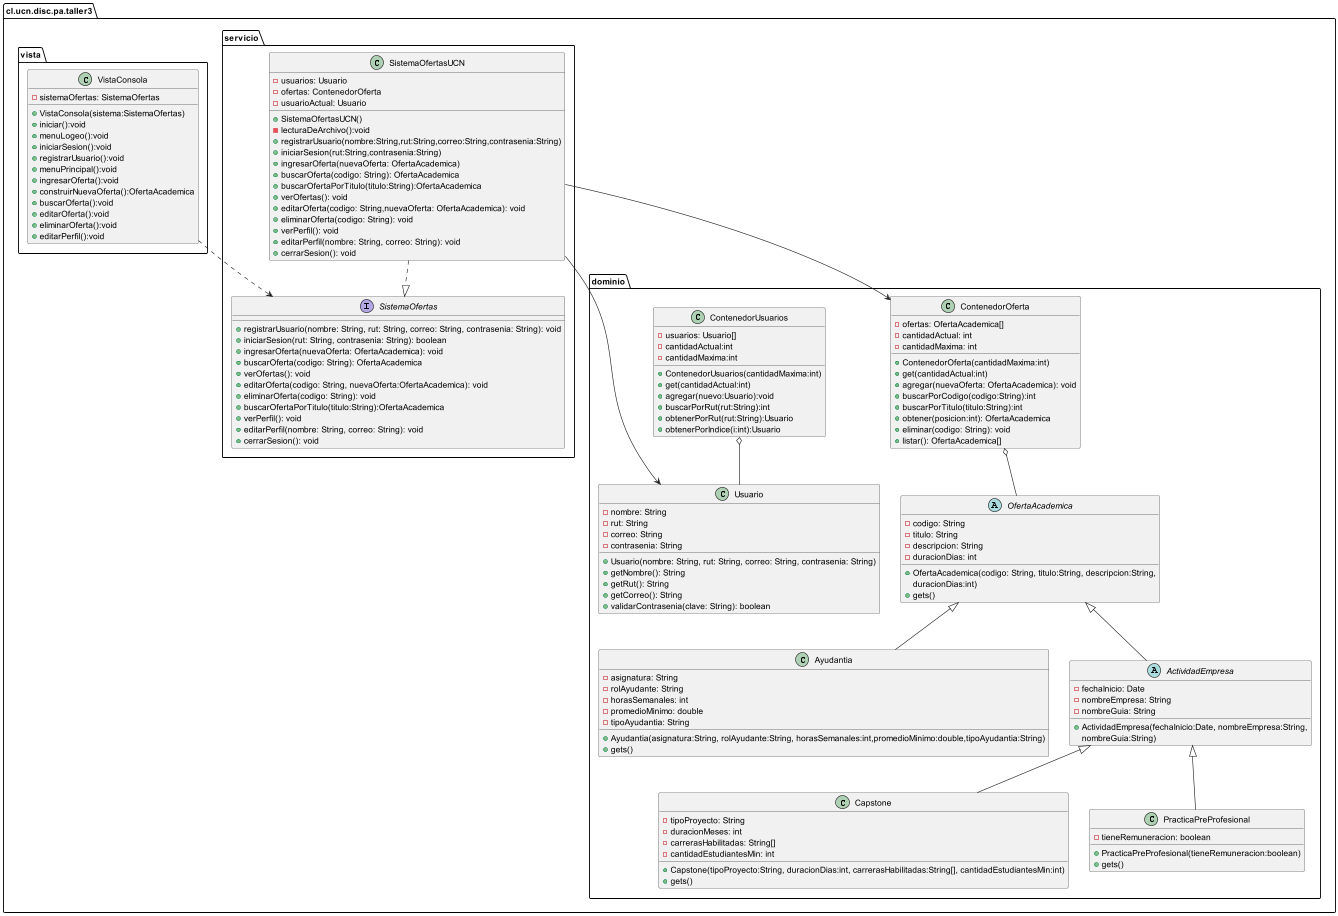 cl.ucn.disc.pa.taller3
vista
C VistaConsola
sistemaOfertas: SistemaOfertas
VistaConsola(sistema:SistemaOfertas)
iniciar():void
menuLogeo():void
iniciarSesion():void
registrarUsuario():void
menuPrincipal():void
ingresarOferta():void
construirNuevaOferta():OfertaAcademica
buscarOferta():void
editarOferta():void
eliminarOferta():void
editarPerfil():void
servicio
C SistemaOfertasUCN
usuarios: Usuario
ofertas: ContenedorOferta
usuarioActual: Usuario
SistemaOfertasUCN()
lecturaDeArchivo():void
registrarUsuario(nombre:String,rut:String,correo:String,contrasenia:String)
iniciarSesion(rut:String,contrasenia:String)
ingresarOferta(nuevaOferta: OfertaAcademica)
buscarOferta(codigo: String): OfertaAcademica
buscarOfertaPorTitulo(titulo:String):OfertaAcademica
verOfertas(): void
editarOferta(codigo: String,nuevaOferta: OfertaAcademica): void
eliminarOferta(codigo: String): void
verPerfil(): void
editarPerfil(nombre: String, correo: String): void
cerrarSesion(): void
I SistemaOfertas
registrarUsuario(nombre: String, rut: String, correo: String, contrasenia: String): void
iniciarSesion(rut: String, contrasenia: String): boolean
ingresarOferta(nuevaOferta: OfertaAcademica): void
buscarOferta(codigo: String): OfertaAcademica
verOfertas(): void
editarOferta(codigo: String, nuevaOferta:OfertaAcademica): void
eliminarOferta(codigo: String): void
buscarOfertaPorTitulo(titulo:String):OfertaAcademica
verPerfil(): void
editarPerfil(nombre: String, correo: String): void
cerrarSesion(): void
dominio
C ContenedorUsuarios
usuarios: Usuario[]
cantidadActual:int
cantidadMaxima:int
ContenedorUsuarios(cantidadMaxima:int)
get(cantidadActual:int)
agregar(nuevo:Usuario):void
buscarPorRut(rut:String):int
obtenerPorRut(rut:String):Usuario
obtenerPorIndice(i:int):Usuario
C ContenedorOferta
ofertas: OfertaAcademica[]
cantidadActual: int
cantidadMaxima: int
ContenedorOferta(cantidadMaxima:int)
get(cantidadActual:int)
agregar(nuevaOferta: OfertaAcademica): void
buscarPorCodigo(codigo:String):int
buscarPorTitulo(titulo:String):int
obtener(posicion:int): OfertaAcademica
eliminar(codigo: String): void
listar(): OfertaAcademica[]
C Usuario
nombre: String
rut: String
correo: String
contrasenia: String
Usuario(nombre: String, rut: String, correo: String, contrasenia: String)
getNombre(): String
getRut(): String
getCorreo(): String
validarContrasenia(clave: String): boolean
A OfertaAcademica
codigo: String
titulo: String
descripcion: String
duracionDias: int
OfertaAcademica(codigo: String, titulo:String, descripcion:String,
duracionDias:int)
gets()
C Ayudantia
asignatura: String
rolAyudante: String
horasSemanales: int
promedioMinimo: double
tipoAyudantia: String
Ayudantia(asignatura:String, rolAyudante:String, horasSemanales:int,promedioMinimo:double,tipoAyudantia:String)
gets()
A ActividadEmpresa
fechaInicio: Date
nombreEmpresa: String
nombreGuia: String
ActividadEmpresa(fechaInicio:Date, nombreEmpresa:String,
nombreGuia:String)
C Capstone
tipoProyecto: String
duracionMeses: int
carrerasHabilitadas: String[]
cantidadEstudiantesMin: int
Capstone(tipoProyecto:String, duracionDias:int, carrerasHabilitadas:String[], cantidadEstudiantesMin:int)
gets()
C PracticaPreProfesional
tieneRemuneracion: boolean
PracticaPreProfesional(tieneRemuneracion:boolean)
gets()